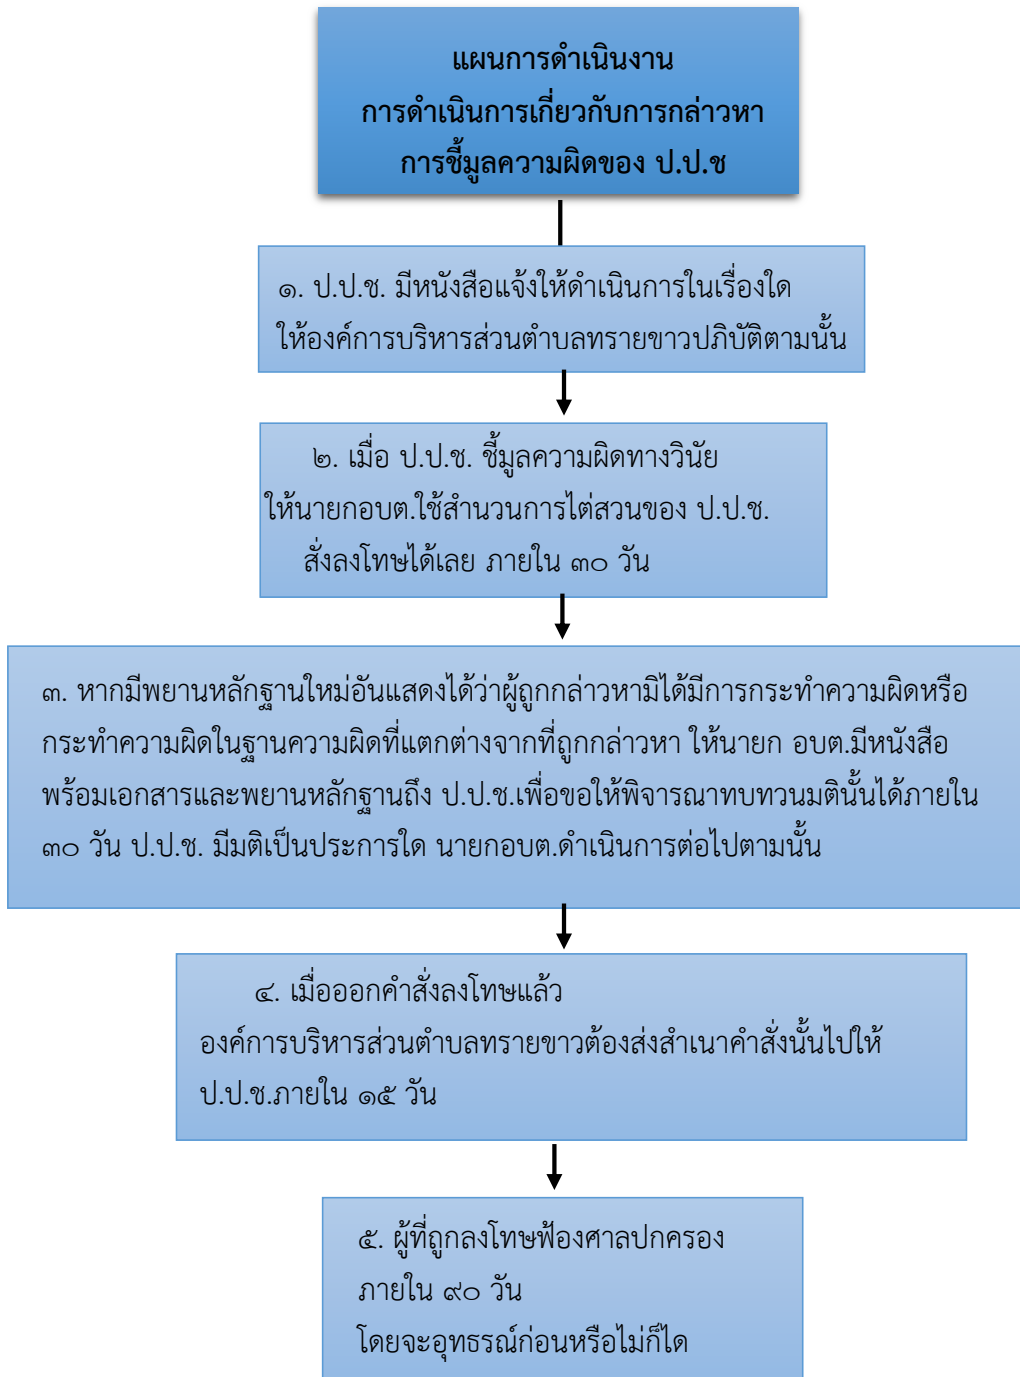 แผนการดำเนินงาน
การดำเนินการเกี่ยวกับการกล่าวหา
การชี้มูลความผิดของ ป.ป.ช
๑. ป.ป.ช. มีหนังสือแจ้งให้ดำเนินการในเรื่องใด
ให้องค์การบริหารส่วนตำบลทรายขาวปภิบัติตามนั้น
๒. เมื่อ ป.ป.ช. ชี้มูลความผิดทางวินัย
ให้นายกอบต.ใช้สำนวนการไต่สวนของ ป.ป.ช.
สั่งลงโทษได้เลย ภายใน ๓๐ วัน
๓. หากมีพยานหลักฐานใหม่อันแสดงได้ว่าผู้ถูกกล่าวหามิได้มีการกระทำความผิดหรือ
กระทำความผิดในฐานความผิดที่แตกต่างจากที่ถูกกล่าวหา ให้นายก อบต.มีหนังสือ
พร้อมเอกสารและพยานหลักฐานถึง ป.ป.ช.เพื่อขอให้พิจารณาทบทวนมตินั้นได้ภายใน
๓๐ วัน ป.ป.ช. มีมติเป็นประการใด นายกอบต.ดำเนินการต่อไปตามนั้น
๔. เมื่อออกคำสั่งลงโทษแล้ว
องค์การบริหารส่วนตำบลทรายขาวต้องส่งสำเนาคำสั่งนั้นไปให้
ป.ป.ช.ภายใน ๑๕ วัน
๕. ผู้ที่ถูกลงโทษฟ้องศาลปกครอง
ภายใน ๙๐ วัน
โดยจะอุทธรณ์ก่อนหรือไม่ก็ได